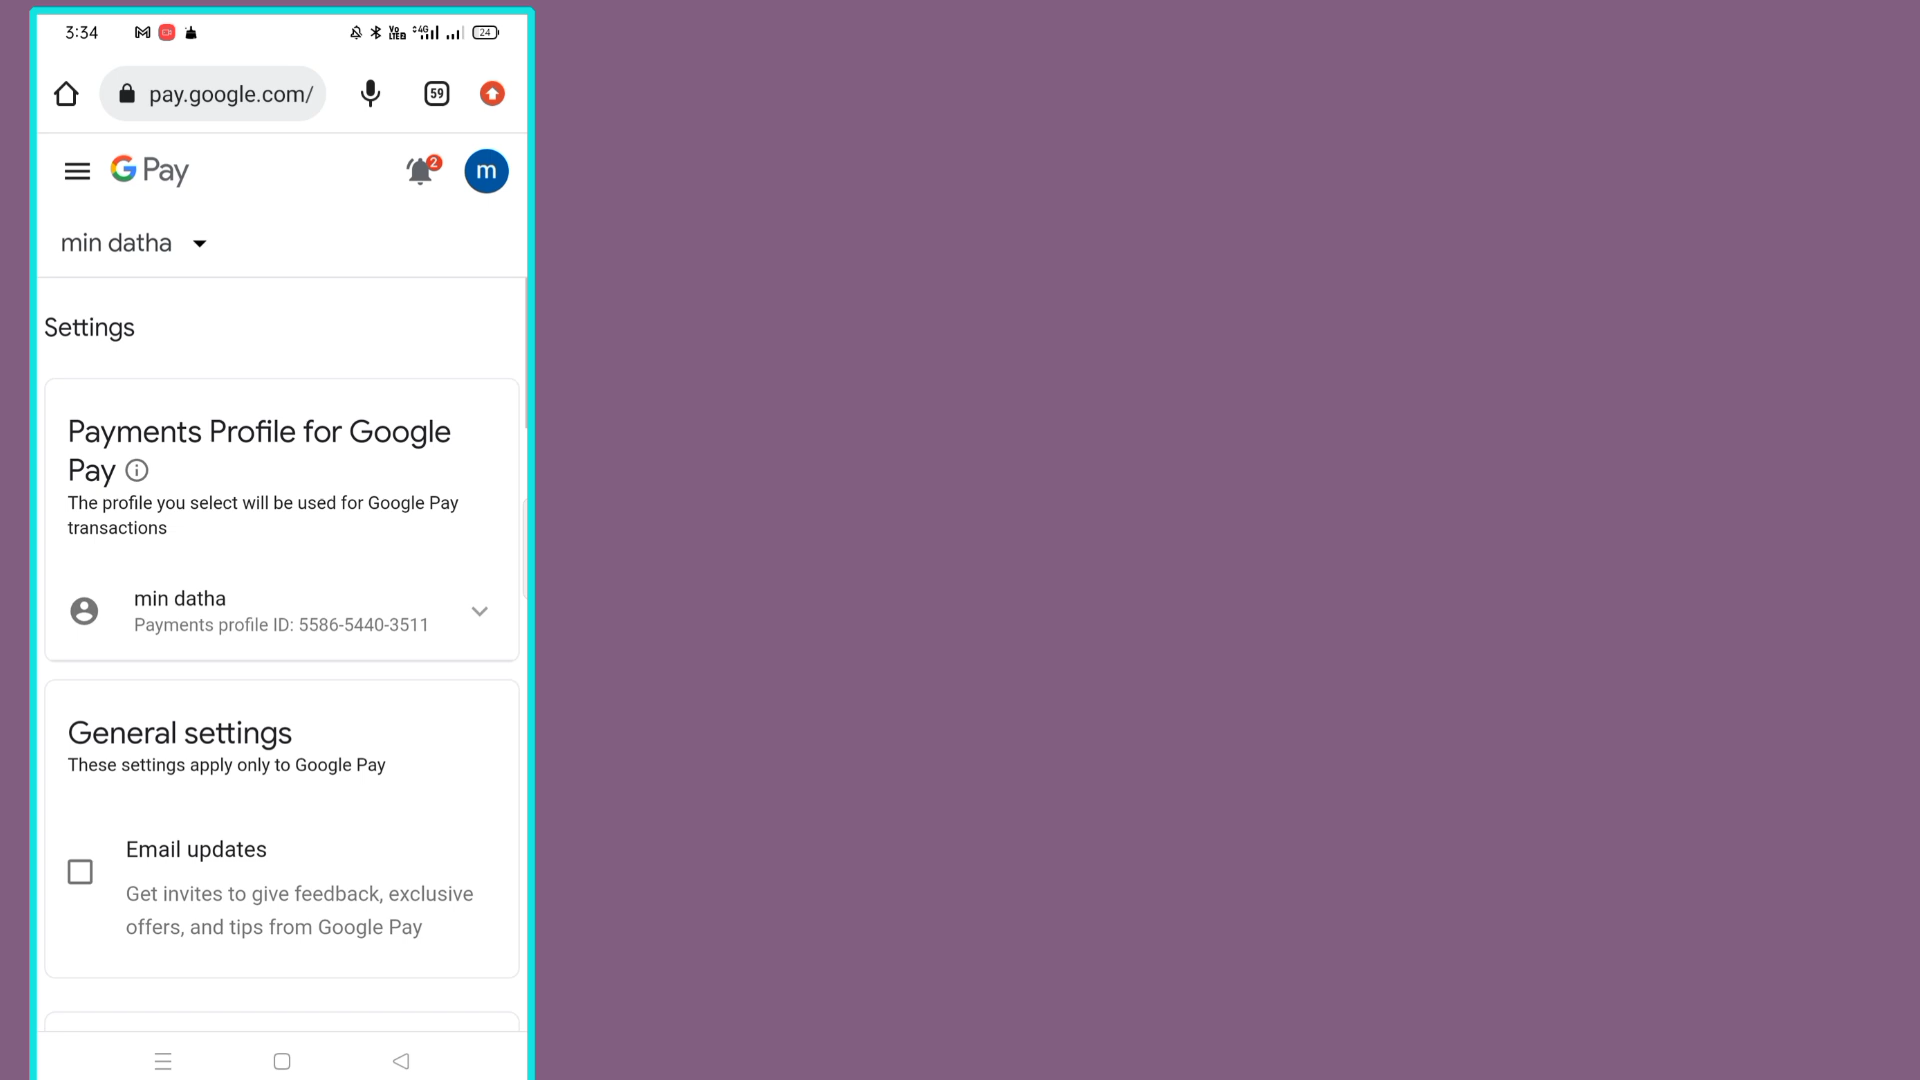 3:34
VoLTE2 4G 24
pay.google.com/
59
G Pay
2
m
min datha
Settings
Payments Profile for Google
Pay
The profile you select will be used for Google Pay
transactions
min datha
Payments profile ID: 5586-5440-3511
General settings
These settings apply only to Google Pay
Email updates
Get invites to give feedback, exclusive
offers, and tips from Google Pay